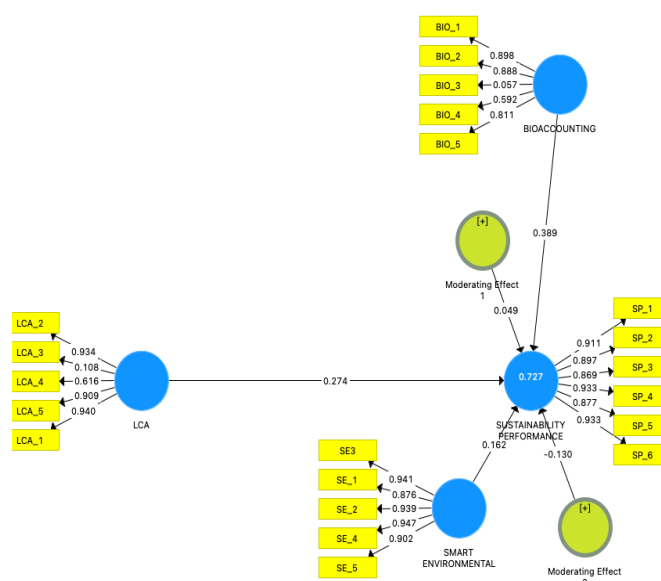 BIO_1
BIO_2
BIO_3
BIO_4
BIO_5
0.898
0.888
0.057
0.592
0.811
BIOACCOUNTING
0.389
[+]
Moderating Effect
1
0.049
LCA_2
LCA_3
LCA_4
LCA_5
LCA_1
0.934
0.108
0.616
0.909
0.940
LCA
0.274
0.727
SUSTAINABILITY
PERFORMANCE
0.911
0.897
0.869
0.933
0.877
0.933
SP_1
SP_2
SP_3
SP_4
SP_5
SP_6
0.162
-0.130
SE3
SE_1
SE_2
SE_4
SE_5
0.941
0.876
0.939
0.947
0.902
SMART
ENVIRONMENTAL
[+]
Moderating Effect